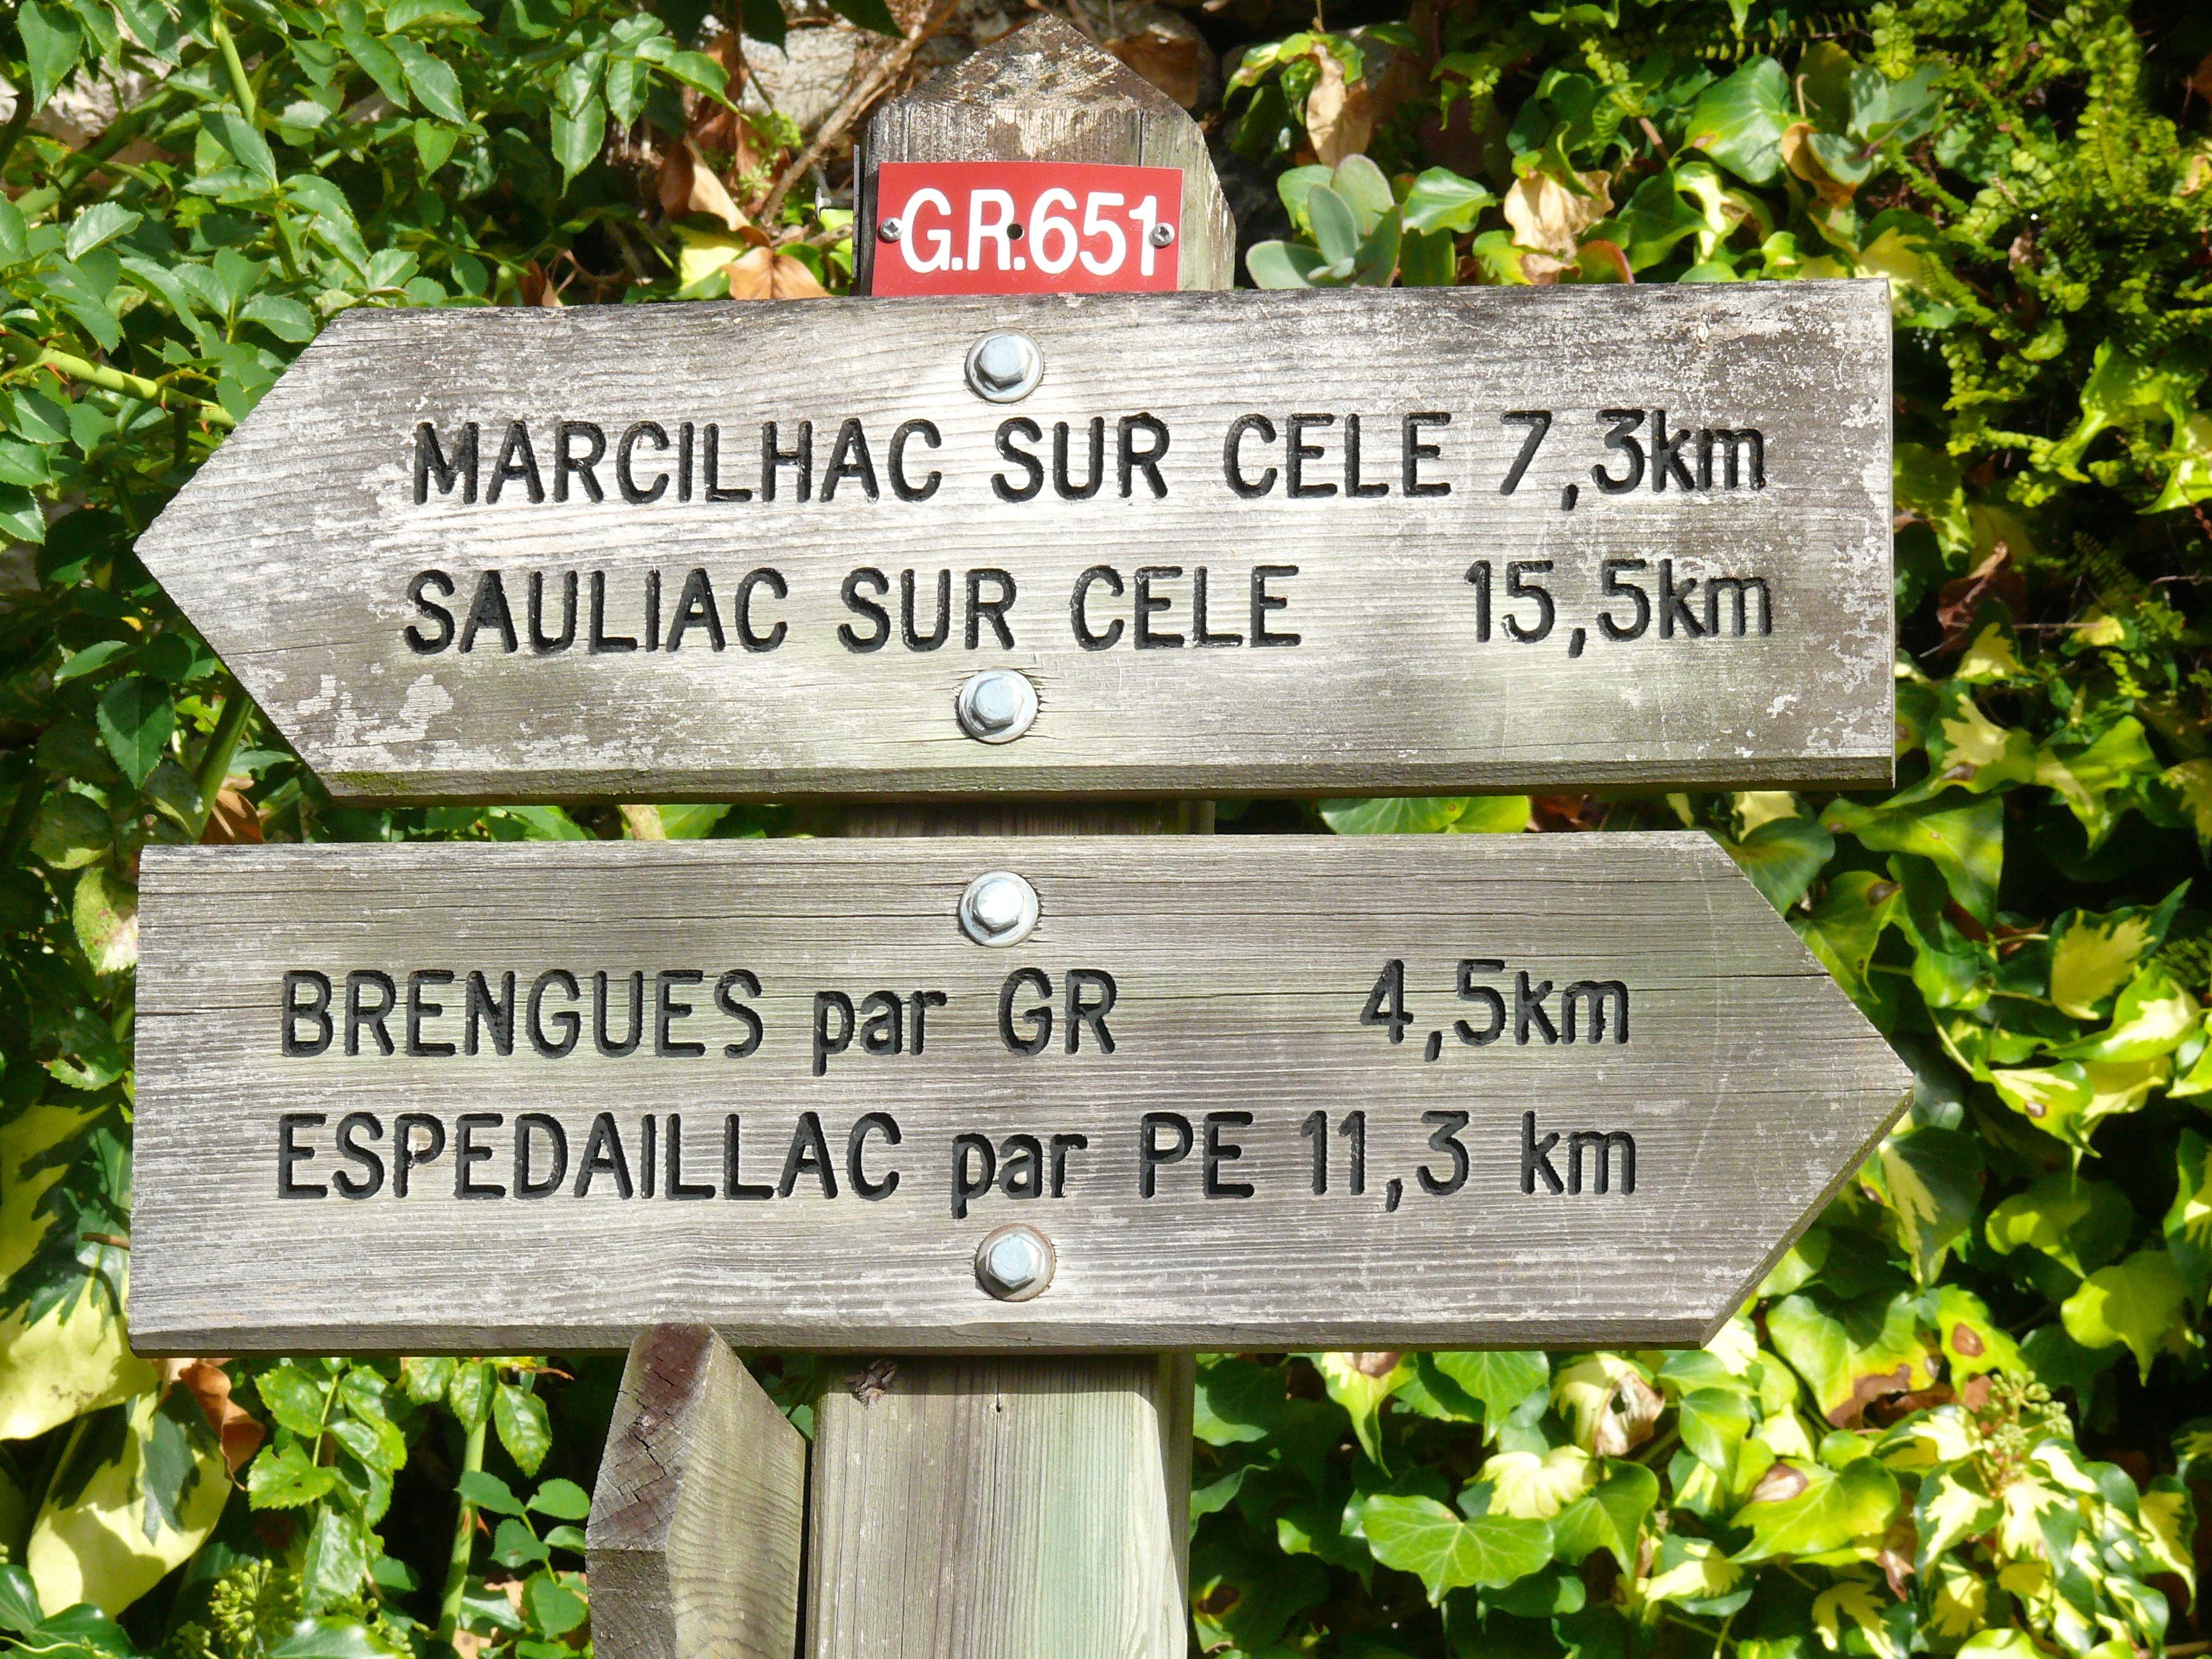 G.R.651
MARCILHAC SUR CELE 7,3km
SAULIAC SUR CELE 15,5km
BRENGUES par GR 4,5km
ESPEDAILLAC par PE 11,3 km